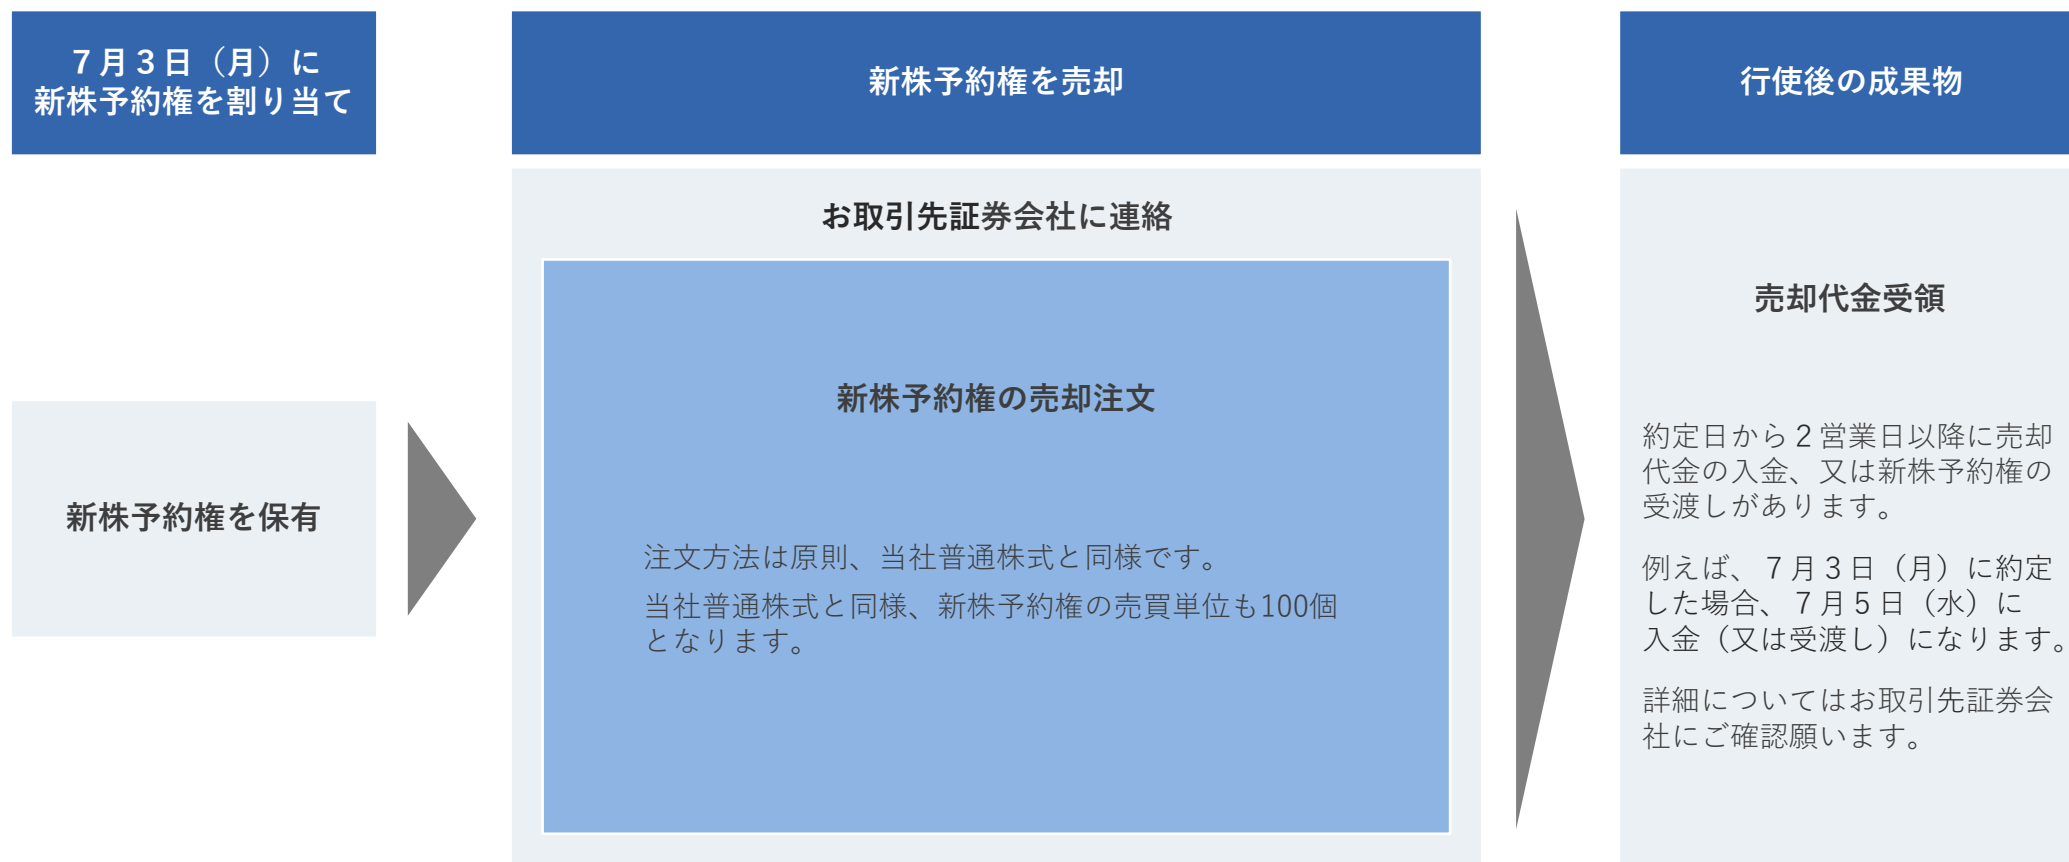 ７月３日（月）に
新株予約権を割り当て
新株予約権を保有
新株予約権を売却
お取引先証券会社に連絡
新株予約権の売却注文
注文方法は原則、当社普通株式と同様です。
当社普通株式と同様、新株予約権の売買単位も100個
となります。
行使後の成果物
売却代金受領
約定日から２営業日以降に売却
代金の入金、又は新株予約権の
受渡しがあります。
例えば、７月３日（月）に約定
した場合、７月５日（水）に
入金（又は受渡し）になります。
詳細についてはお取引先証券会
社にご確認願います。